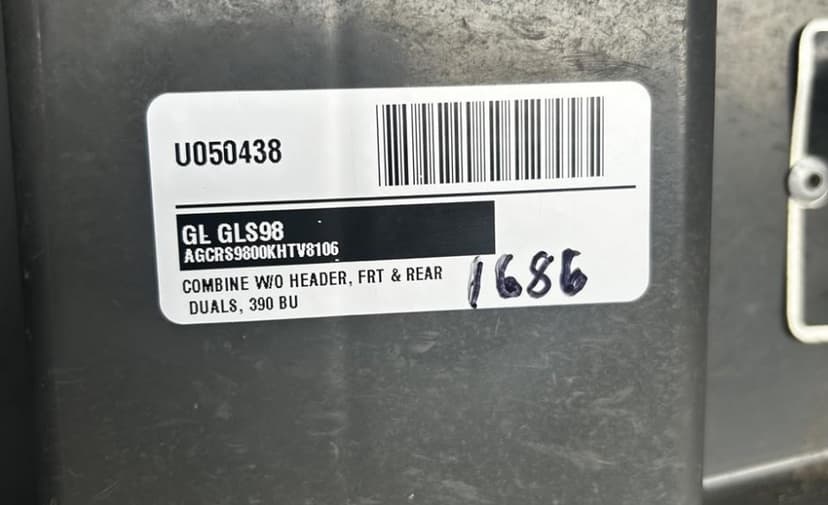 U050438
GL GLS98
AGCRS9800KHTV8106
COMBINE W/O HEADER, FRT & REAR
DUALS, 390 BU
1686